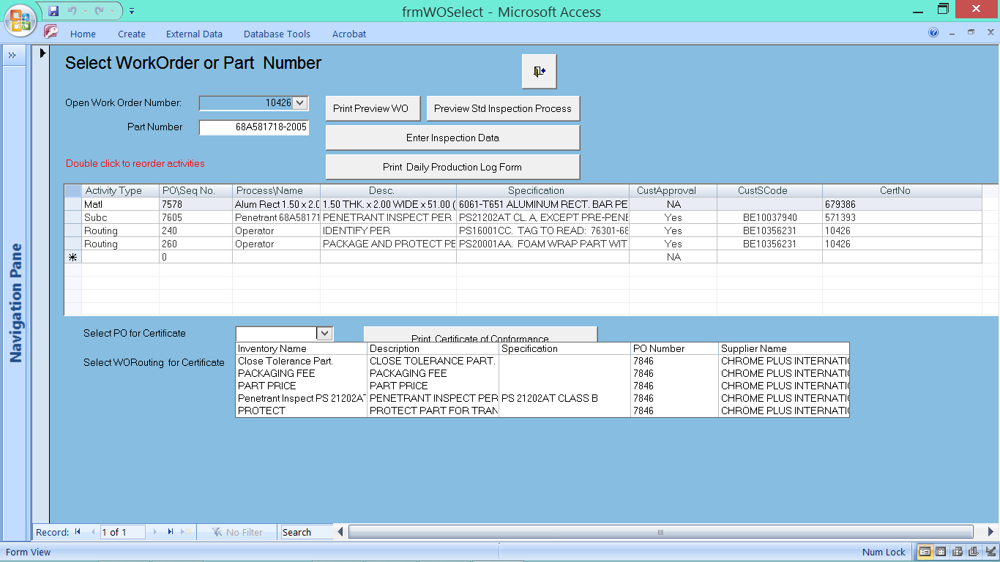 frmWOSelect - Microsoft Access
Home Create External Data Database Tools Acrobat
Select WorkOrder or Part Number
Open Work Order Number: 10426
Print Preview WO Preview Std Inspection Process
Part Number 68A581718-2005
Enter Inspection Data
Double click to reorder activities
Print Daily Production Log Form
Activity Type PO\Seq No. Process\Name Desc. Specification CustApproval CustSCode CertNo
Matl 7578 Alum Rect 1.50 x 2.0 1.50 THK. x 2.00 WIDE x 51.00 ( 6061-T651 ALUMINUM RECT. BAR PE NA 679386
Subc 7605 Penetrant 68A58171 PENETRANT INSPECT PER PS21202AT CL. A, EXCEPT PRE-PENE Yes BE10037940 571393
Routing 240 Operator IDENTIFY PER PS16001CC. TAG TO READ: 76301-68 Yes BE10356231 10426
Routing 260 Operator PACKAGE AND PROTECT PE PS20001AA. FOAM WRAP PART WIT Yes BE10356231 10426
0 NA
Select PO for Certificate
Print Certificate of Conformance
Select WORouting for Certificate
Inventory Name Description Specification PO Number Supplier Name
Close Tolerance Part. CLOSE TOLERANCE PART. 7846 CHROME PLUS INTERNATIO
PACKAGING FEE PACKAGING FEE 7846 CHROME PLUS INTERNATIO
PART PRICE PART PRICE 7846 CHROME PLUS INTERNATIO
Penetrant Inspect PS 21202AT PENETRANT INSPECT PER PS 21202AT CLASS B 7846 CHROME PLUS INTERNATIO
PROTECT PROTECT PART FOR TRAN 7846 CHROME PLUS INTERNATIO
Navigation Pane
Record: 1 of 1 No Filter Search
Form View Num Lock